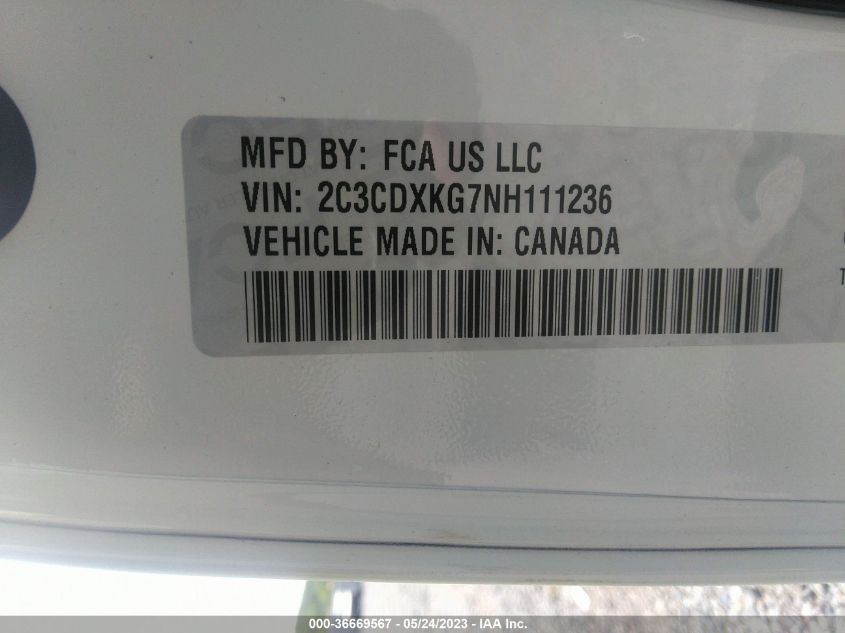 MFD BY: FCA US LLC
VIN: 2C3CDXKG7NH111236
VEHICLE MADE IN: CANADA
T
000-36669567 - 05/24/2023 - IAA Inc.